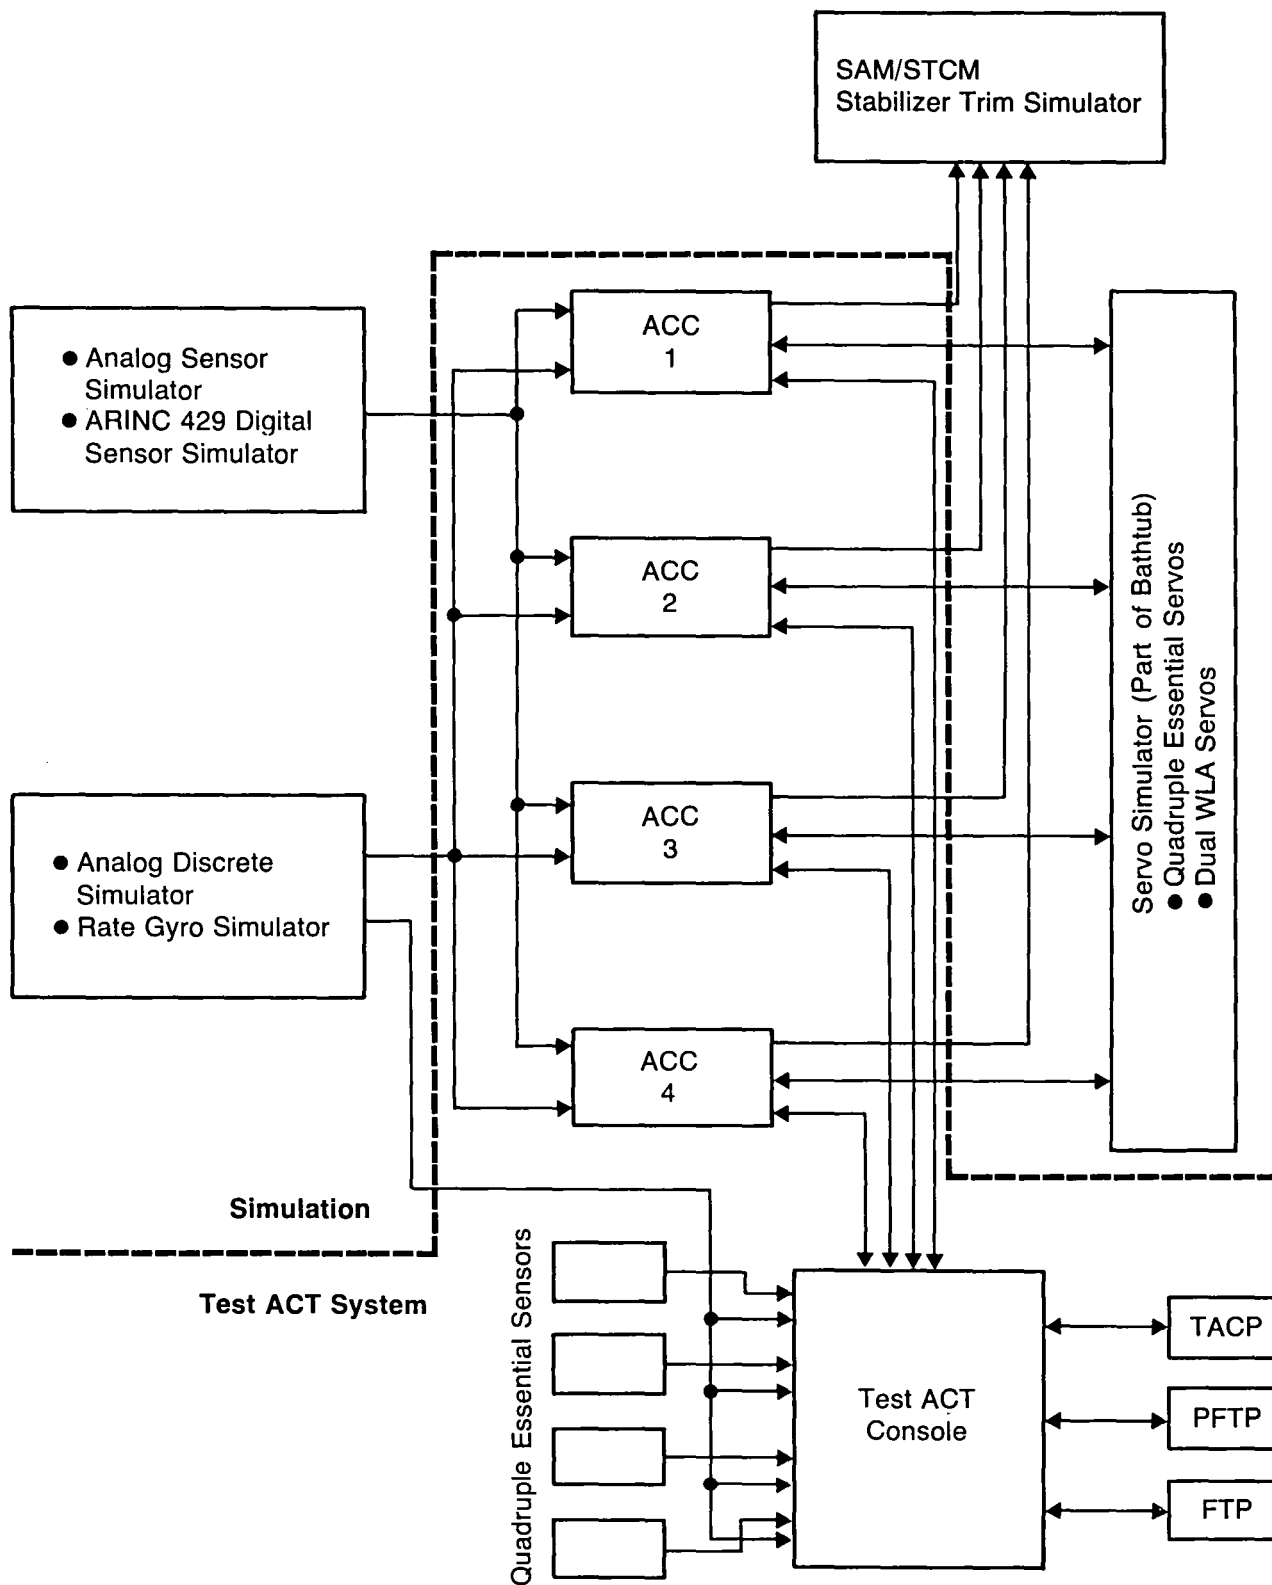 SAM/STCM
Stabilizer Trim Simulator
● Analog Sensor
Simulator
● ARINC 429 Digital
Sensor Simulator
ACC
1
ACC
2
ACC
3
ACC
4
Servo Simulator (Part of Bathtub)
● Quadruple Essential Servos
● Dual WLA Servos
● Analog Discrete
Simulator
● Rate Gyro Simulator
Simulation
Test ACT System
Quadruple Essential Sensors
Test ACT
Console
TACP
PFTP
FTP